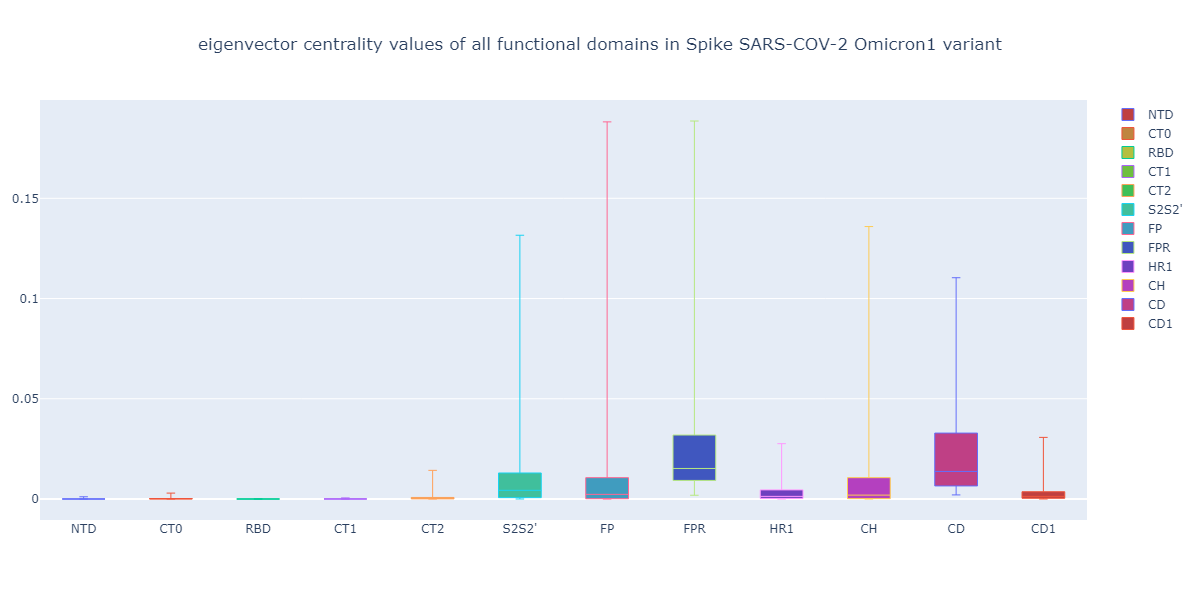 eigenvector centrality values of all functional domains in Spike SARS-COV-2 Omicron1 variant
0.15
0.1
0.05
0
NTD
CT0
RBD
CT1
CT2
S2S2'
FP
FPR
HR1
CH
CD
CD1
NTD
CT0
RBD
CT1
CT2
S2S2'
FP
FPR
HR1
CH
CD
CD1